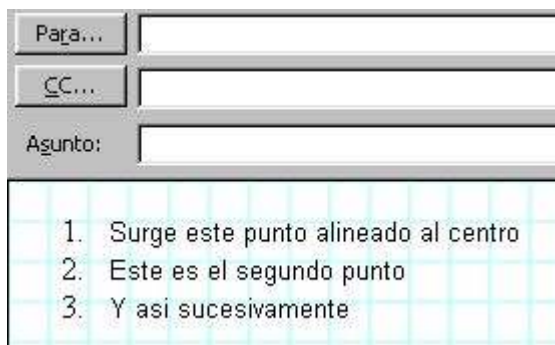 Para...
CC...
Asunto:
1. Surge este punto alineado al centro
2. Este es el segundo punto
3. Y asi sucesivamente